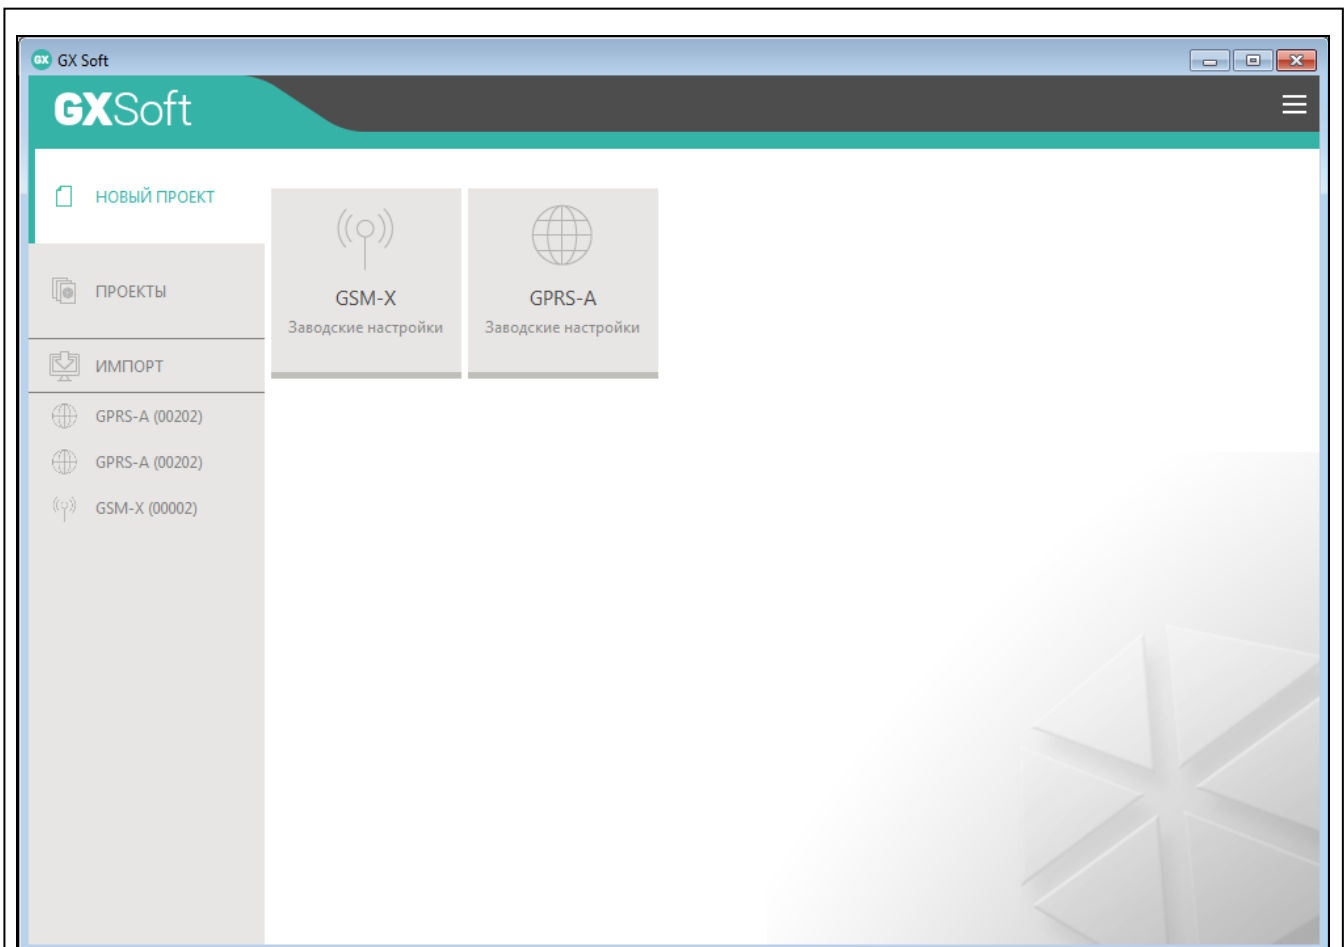 GX GX Soft
GXSoft
НОВЫЙ ПРОЕКТ
ПРОЕКТЫ
ИМПОРТ
GPRS-A (00202)
GPRS-A (00202)
GSM-X (00002)
GSM-X
Заводские настройки
GPRS-A
Заводские настройки